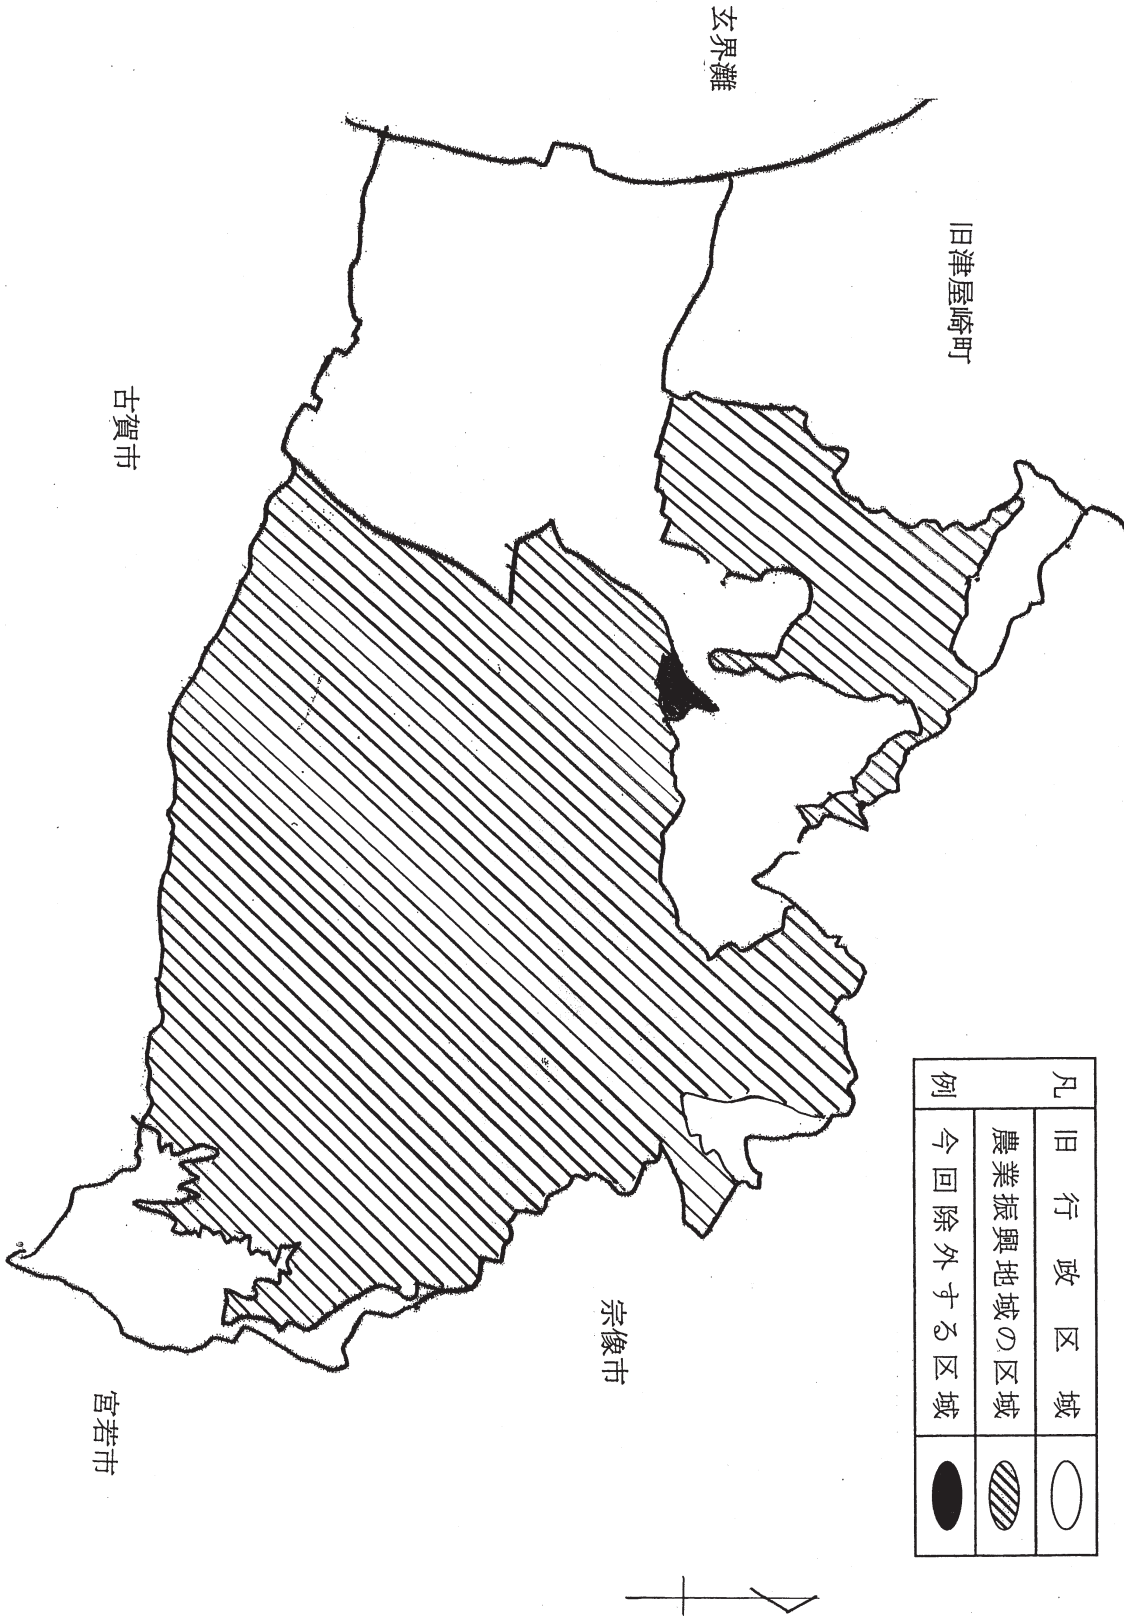 玄界灘
旧津屋崎町
古賀市
宗像市
宮若市
凡例
旧行政区域
農業振興地域の区域
今回除外する区域